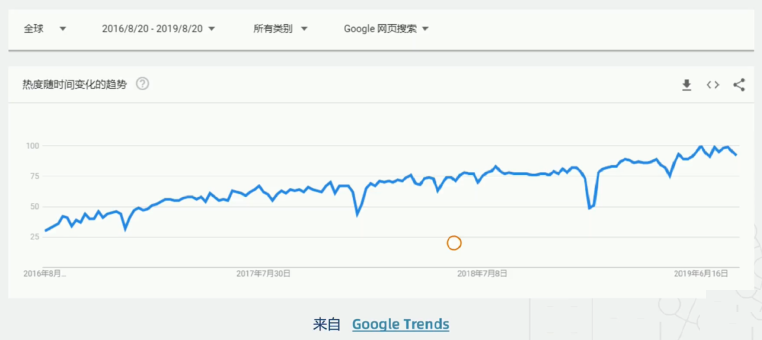 全球 2016/8/20 - 2019/8/20 所有类别 Google 网页搜索
热度随时间变化的趋势 ?
100
75
50
25
2016年8月... 2017年7月30日 2018年7月8日 2019年6月16日
来自 Google Trends